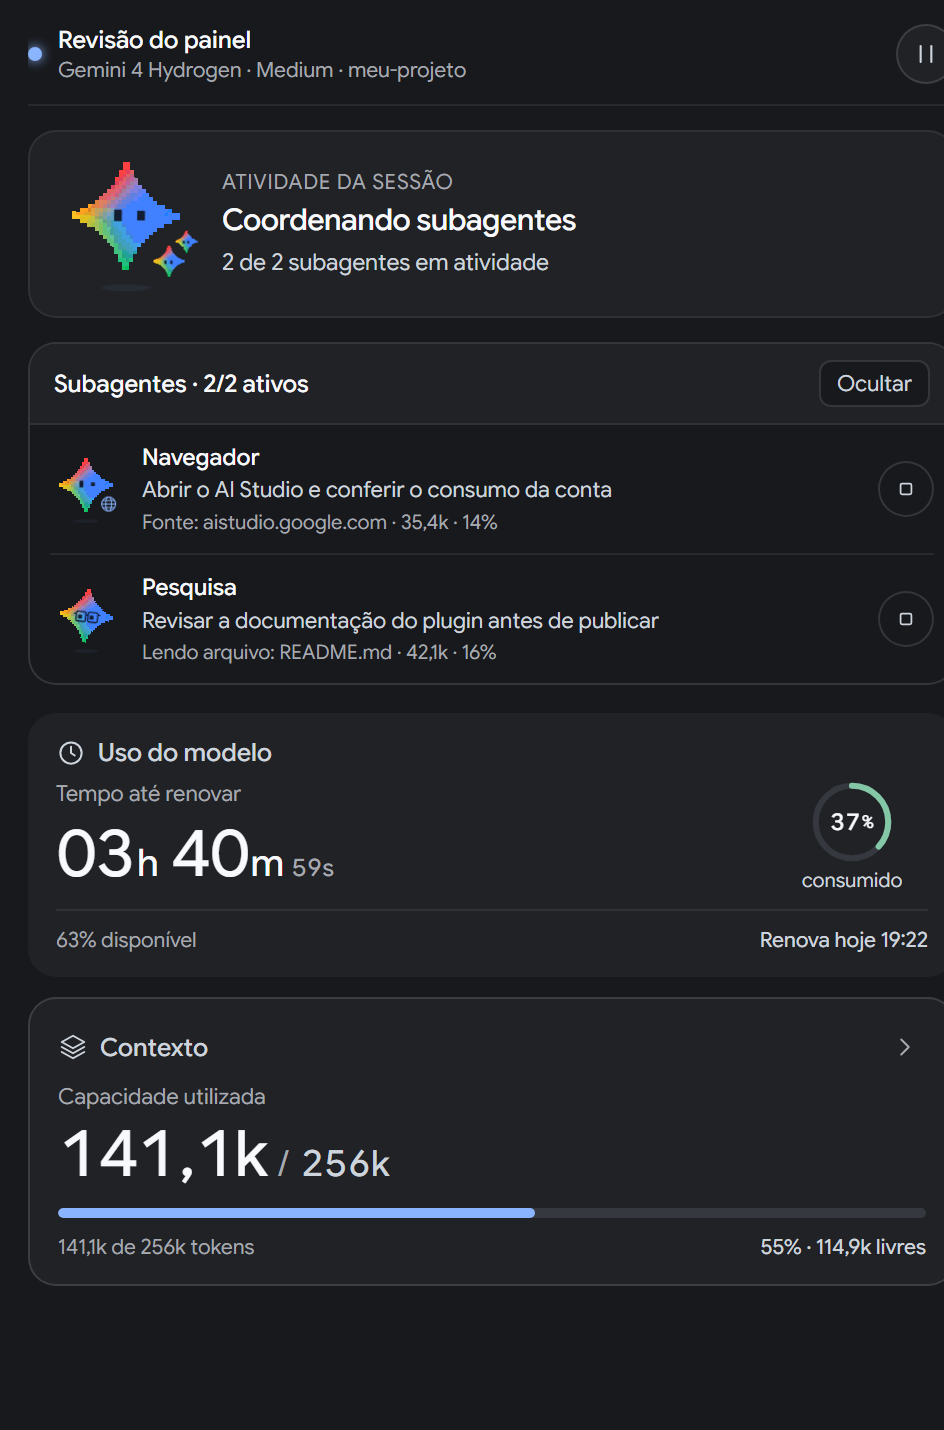 Revisão do painel
Gemini 4 Hydrogen · Medium · meu-projeto
ATIVIDADE DA SESSÃO
Coordenando subagentes
2 de 2 subagentes em atividade
Subagentes · 2/2 ativos
Ocultar
Navegador
Abrir o AI Studio e conferir o consumo da conta
Fonte: aistudio.google.com · 35,4k · 14%
Pesquisa
Revisar a documentação do plugin antes de publicar
Lendo arquivo: README.md · 42,1k · 16%
Uso do modelo
Tempo até renovar
03h 40m 59s
37%
consumido
63% disponível
Renova hoje 19:22
Contexto
Capacidade utilizada
141,1k / 256k
141,1k de 256k tokens
55% · 114,9k livres